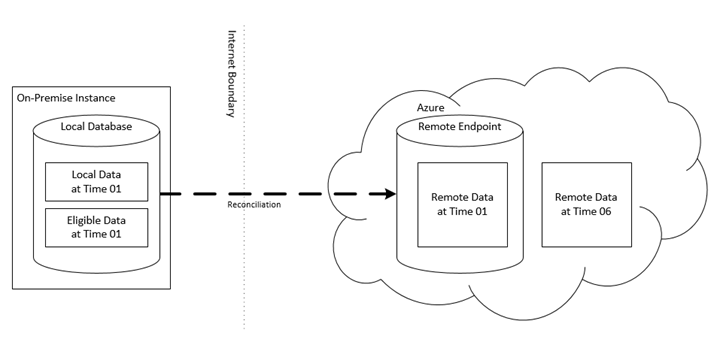 Internet Boundary
On-Premise Instance
Local Database
Local Data
at Time 01
Eligible Data
at Time 01
Reconciliation
Azure
Remote Endpoint
Remote Data
at Time 01
Remote Data
at Time 06